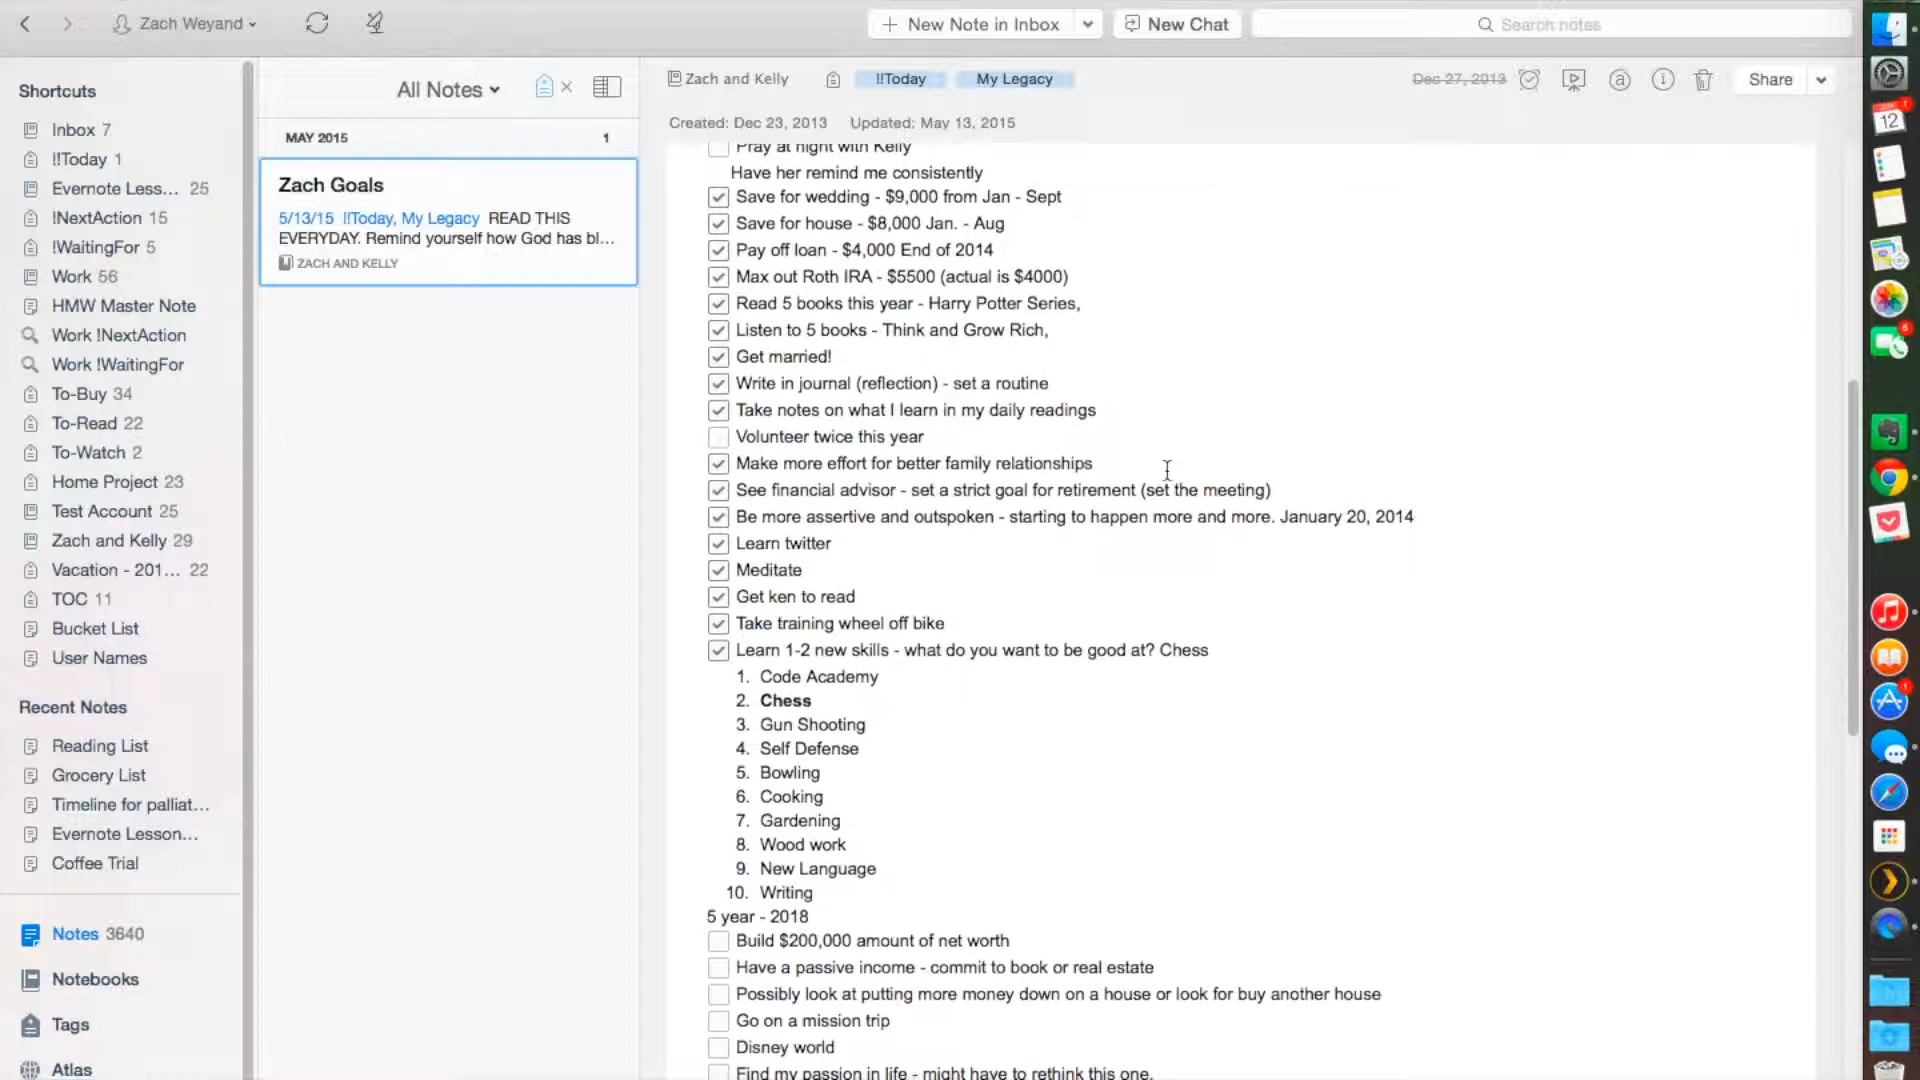 Zach Weyand
New Note in Inbox
New Chat
Search notes
Shortcuts
Inbox 7
!!Today 1
Evernote Less... 25
!NextAction 15
!WaitingFor 5
Work 56
HMW Master Note
Work !NextAction
Work !WaitingFor
To-Buy 34
To-Read 22
To-Watch 2
Home Project 23
Test Account 25
Zach and Kelly 29
Vacation - 201... 22
TOC 11
Bucket List
User Names
Recent Notes
Reading List
Grocery List
Timeline for palliat...
Evernote Lesson...
Coffee Trial
Notes 3640
Notebooks
Tags
Atlas
All Notes
MAY 2015 1
Zach Goals
5/13/15 !!Today, My Legacy READ THIS
EVERYDAY. Remind yourself how God has bl...
ZACH AND KELLY
Zach and Kelly
!!Today
My Legacy
Dec 27, 2013
Share
Created: Dec 23, 2013 Updated: May 13, 2015
Pray at night with Kelly
Have her remind me consistently
Save for wedding - $9,000 from Jan - Sept
Save for house - $8,000 Jan. - Aug
Pay off loan - $4,000 End of 2014
Max out Roth IRA - $5500 (actual is $4000)
Read 5 books this year - Harry Potter Series,
Listen to 5 books - Think and Grow Rich,
Get married!
Write in journal (reflection) - set a routine
Take notes on what I learn in my daily readings
Volunteer twice this year
Make more effort for better family relationships
See financial advisor - set a strict goal for retirement (set the meeting)
Be more assertive and outspoken - starting to happen more and more. January 20, 2014
Learn twitter
Meditate
Get ken to read
Take training wheel off bike
Learn 1-2 new skills - what do you want to be good at? Chess
1. Code Academy
2. Chess
3. Gun Shooting
4. Self Defense
5. Bowling
6. Cooking
7. Gardening
8. Wood work
9. New Language
10. Writing
5 year - 2018
Build $200,000 amount of net worth
Have a passive income - commit to book or real estate
Possibly look at putting more money down on a house or look for buy another house
Go on a mission trip
Disney world
Find my passion in life - might have to rethink this one.
12
1
6
1